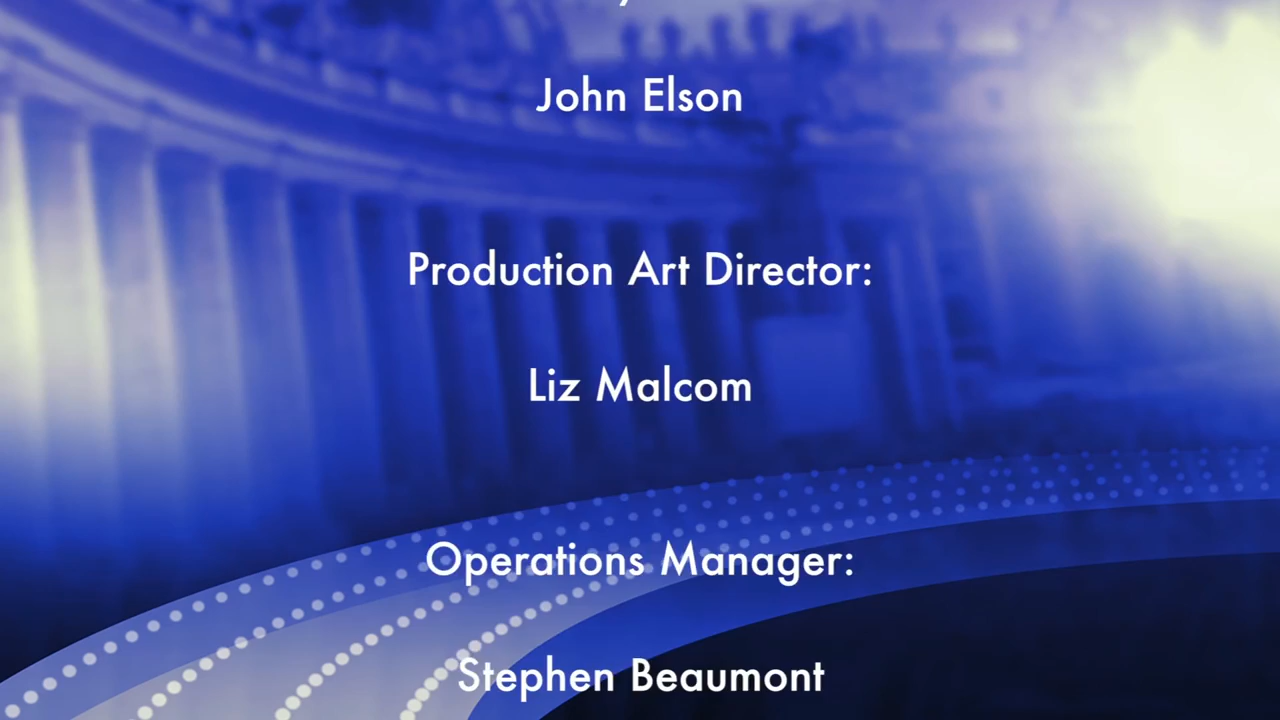 John Elson
Production Art Director:
Liz Malcom
Operations Manager:
Stephen Beaumont